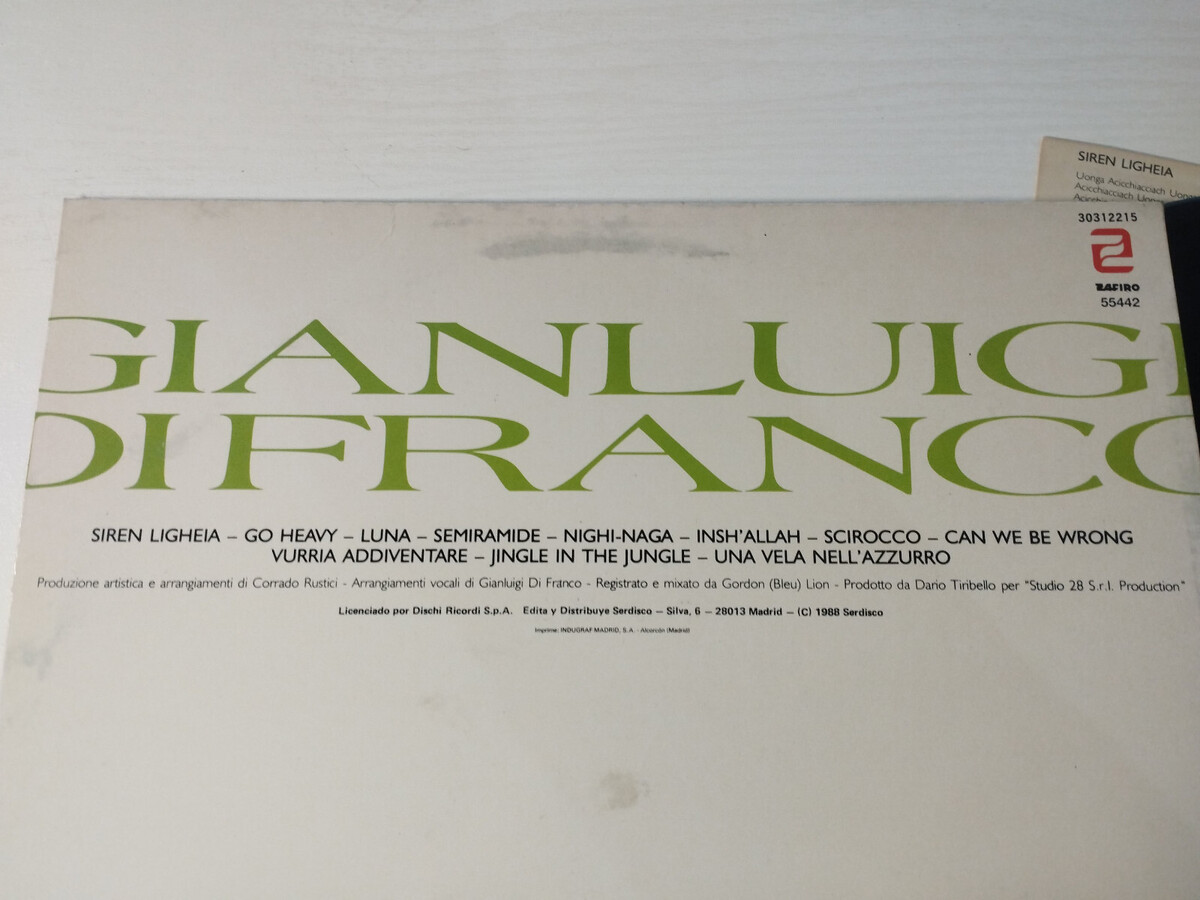 SIREN LIGHEIA
Uonga Acicchiacciach
Acicchiacciach
30312215
ZAFIRO
55442
GIANLUIGI
DI FRANCO
SIREN LIGHEIA – GO HEAVY – LUNA – SEMIRAMIDE – NIGHI-NAGA – INSH'ALLAH – SCIROCCO – CAN WE BE WRONG
VURRIA ADDIVENTARE – JINGLE IN THE JUNGLE – UNA VELA NELL'AZZURRO
Produzione artistica e arrangiamenti di Corrado Rustici - Arrangiamenti vocali di Gianluigi Di Franco - Registrato e mixato da Gordon (Bleu) Lion - Prodotto da Dario Tiribello per "Studio 28 S.r.l. Production"
Licenciado por Dischi Ricordi S.p.A. Edita y Distribuye Serdisco – Silva, 6 – 28013 Madrid – (C) 1988 Serdisco
Imprime: INDUGRAF MADRID, S.A. - Alcorcón (Madrid)